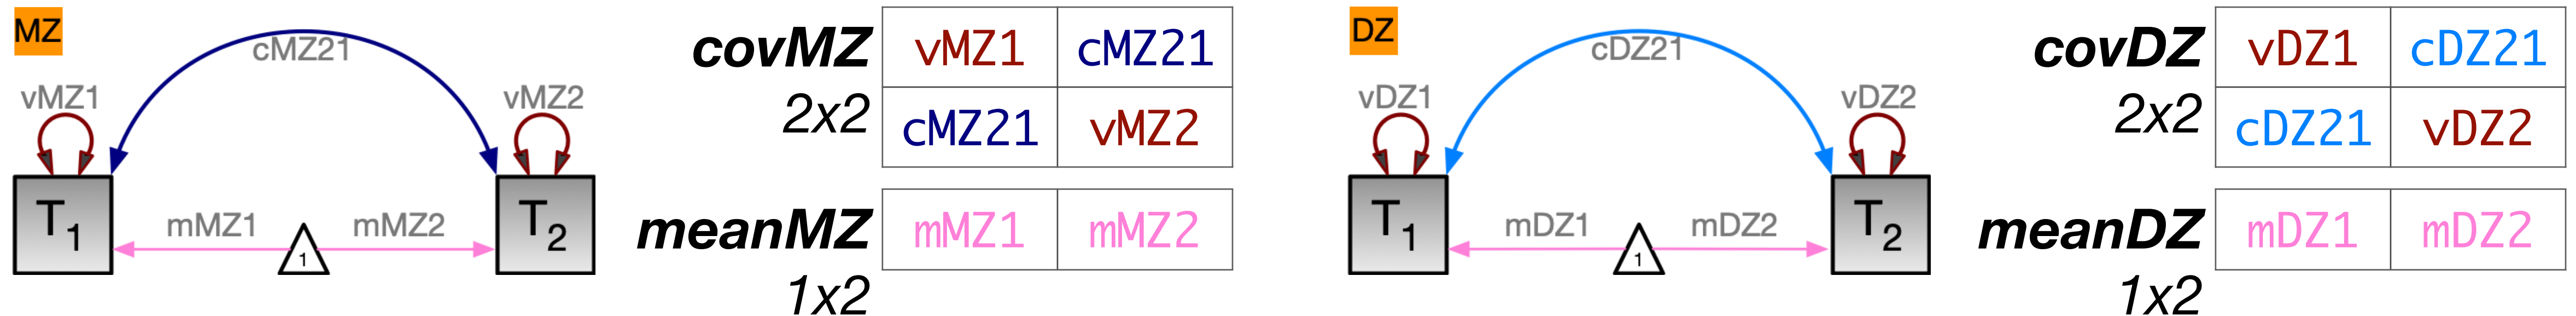 MZ
cMZ21
vMZ1
vMZ2
T1
T2
mMZ1
mMZ2
1
covMZ
2x2
vMZ1 cMZ21
cMZ21 vMZ2
meanMZ
1x2
mMZ1 mMZ2
DZ
cDZ21
vDZ1
vDZ2
T1
T2
mDZ1
mDZ2
1
covDZ
2x2
vDZ1 cDZ21
cDZ21 vDZ2
meanDZ
1x2
mDZ1 mDZ2